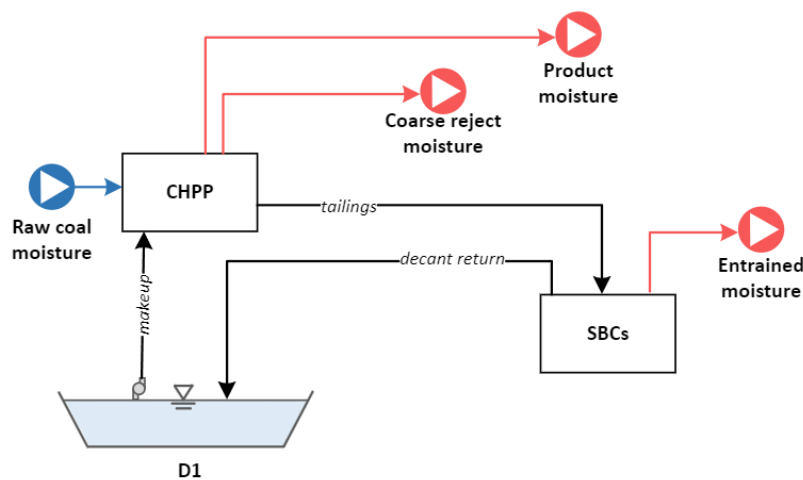 Product
moisture
Coarse reject
moisture
CHPP
Raw coal
moisture
tailings
decant return
makeup
Entrained
moisture
SBCs
D1